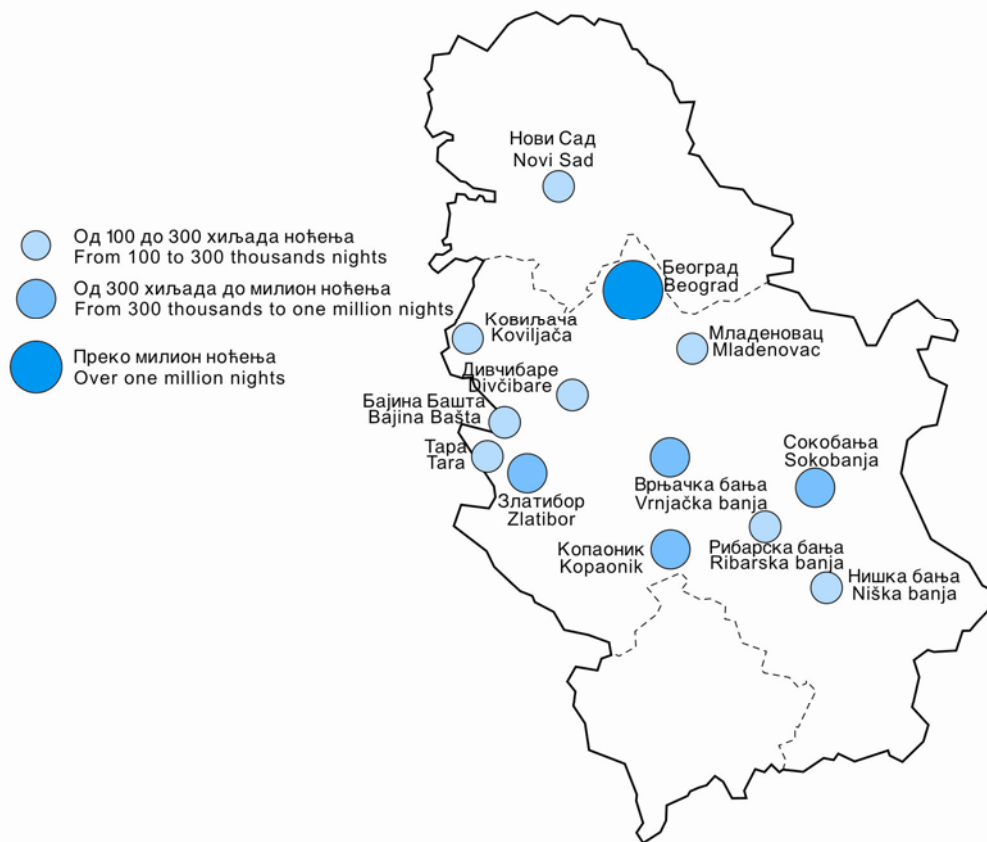 Нови Сад
Novi Sad
Од 100 до 300 хиљада ноћења
From 100 to 300 thousands nights
Од 300 хиљада до милион ноћења
From 300 thousands to one million nights
Преко милион ноћења
Over one million nights
Београд
Beograd
Ковиљача
Koviljača
Младеновац
Mladenovac
Дивчибаре
Divčibare
Бајина Башта
Bajina Bašta
Тара
Tara
Златибор
Zlatibor
Врњачка бања
Vrnjačka banja
Сокобања
Sokobanja
Копаоник
Kopaonik
Рибарска бања
Ribarska banja
Нишка бања
Niška banja